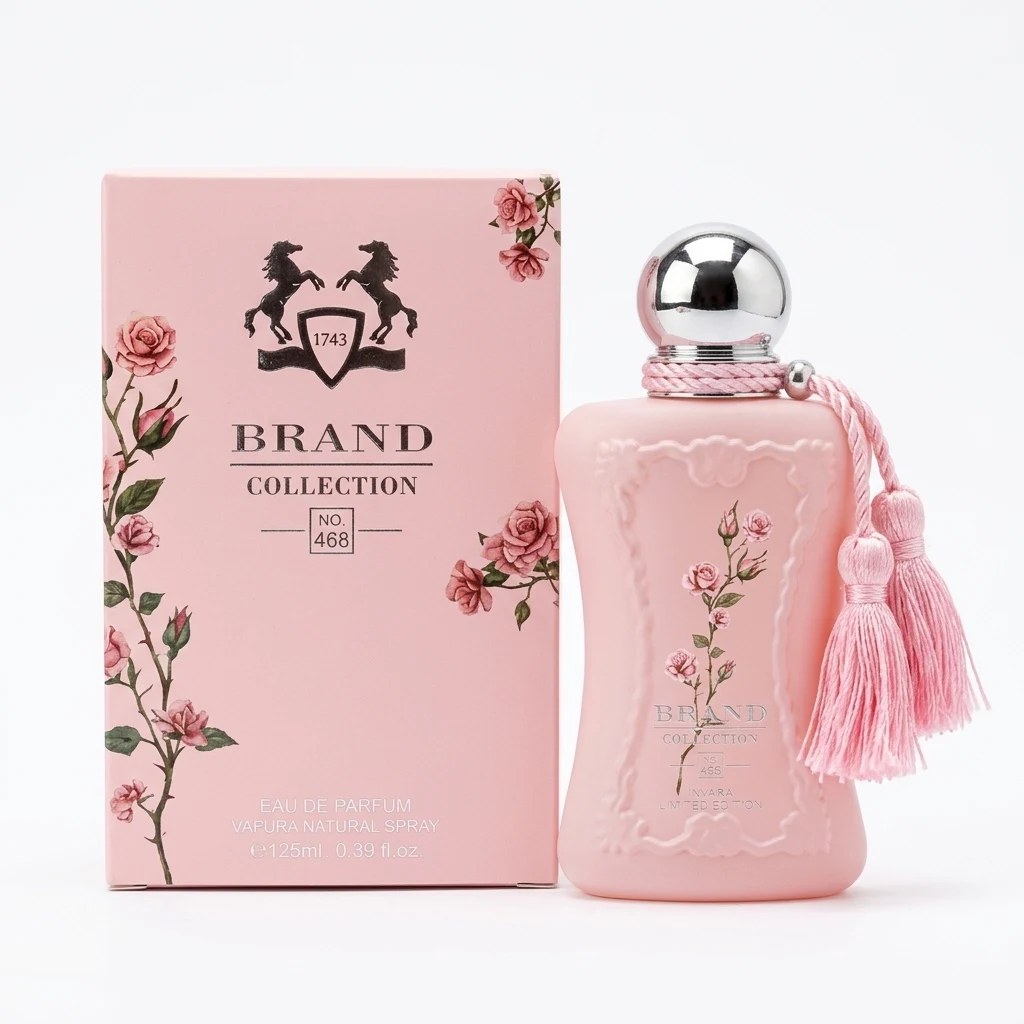 1743
BRAND
COLLECTION
NO.
468
EAU DE PARFUM
VAPURA NATURAL SPRAY
℮125ml. 0.39 fl.oz.
BRAND
COLLECTION
LIMITED EDITION